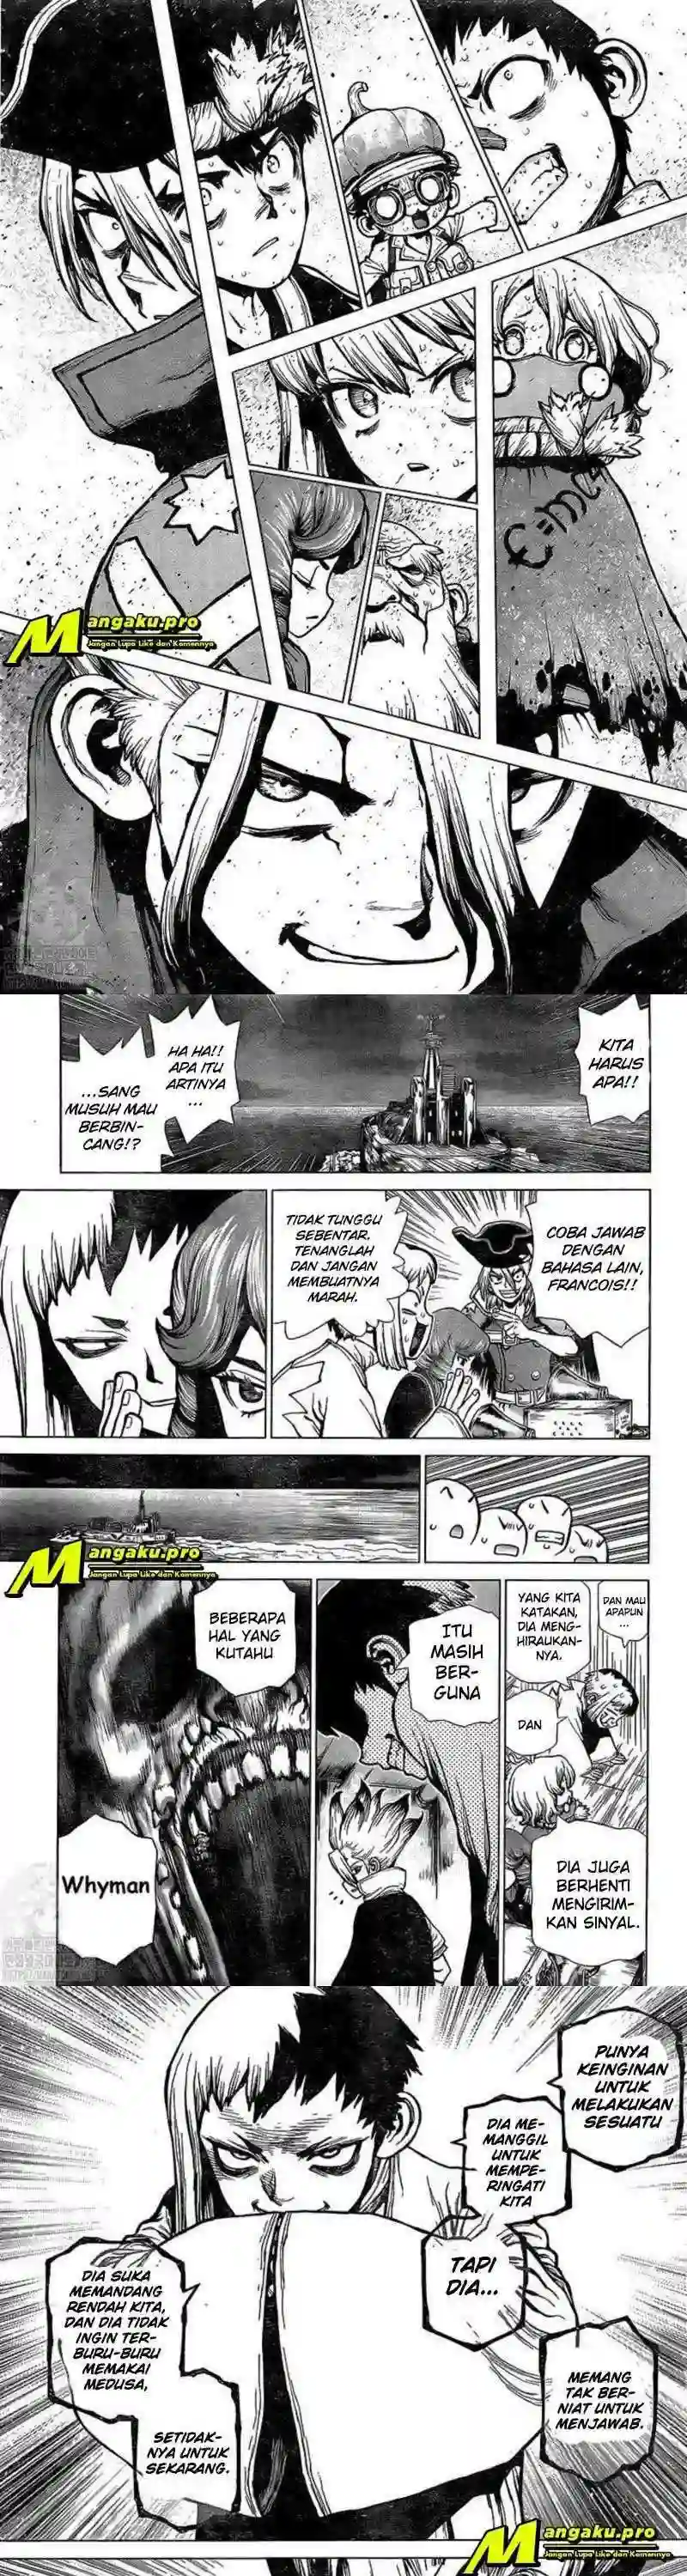 E=mc
Mangaku.pro
Jangan Lupa Like dan Komennya
KITA
HARUS
APA!!
HA HA!!
APA ITU
ARTINYA
...
...SANG
MUSUH MAU
BERBIN-
CANG!?
COBA JAWAB
DENGAN
BAHASA LAIN,
FRANCOIS!!
TIDAK TUNGGU
SEBENTAR.
TENANGLAH
DAN JANGAN
MEMBUATNYA
MARAH.
Mangaku.pro
Jangan Lupa Like dan Komennya
DAN MAU
APAPUN
...
YANG KITA
KATAKAN,
DIA MENG-
HIRAUKAN-
NYA.
DAN
DIA JUGA
BERHENTI
MENGIRIM-
KAN SINYAL.
ITU
MASIH
BER-
GUNA
BEBERAPA
HAL YANG
KUTAHU
Whyman
PUNYA
KEINGINAN
UNTUK
MELAKUKAN
SESUATU
DIA ME-
MANGGIL
UNTUK
MEMPE-
RINGATI
KITA
TAPI
DIA...
MEMANG
TAK BER-
NIAT UNTUK
MENJAWAB.
DIA SUKA
MEMANDANG
RENDAH KITA,
DAN DIA TIDAK
INGIN TER-
BURU-BURU
MEMAKAI
MEDUSA,
SETIDAK-
NYA UNTUK
SEKARANG.
Mangaku.pro
Jangan Lupa Like dan Komennya